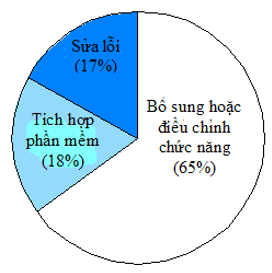 Sửa lỗi
(17%)
Tích hợp
phần mềm
(18%)
Bổ sung hoặc
điều chỉnh
chức năng
(65%)